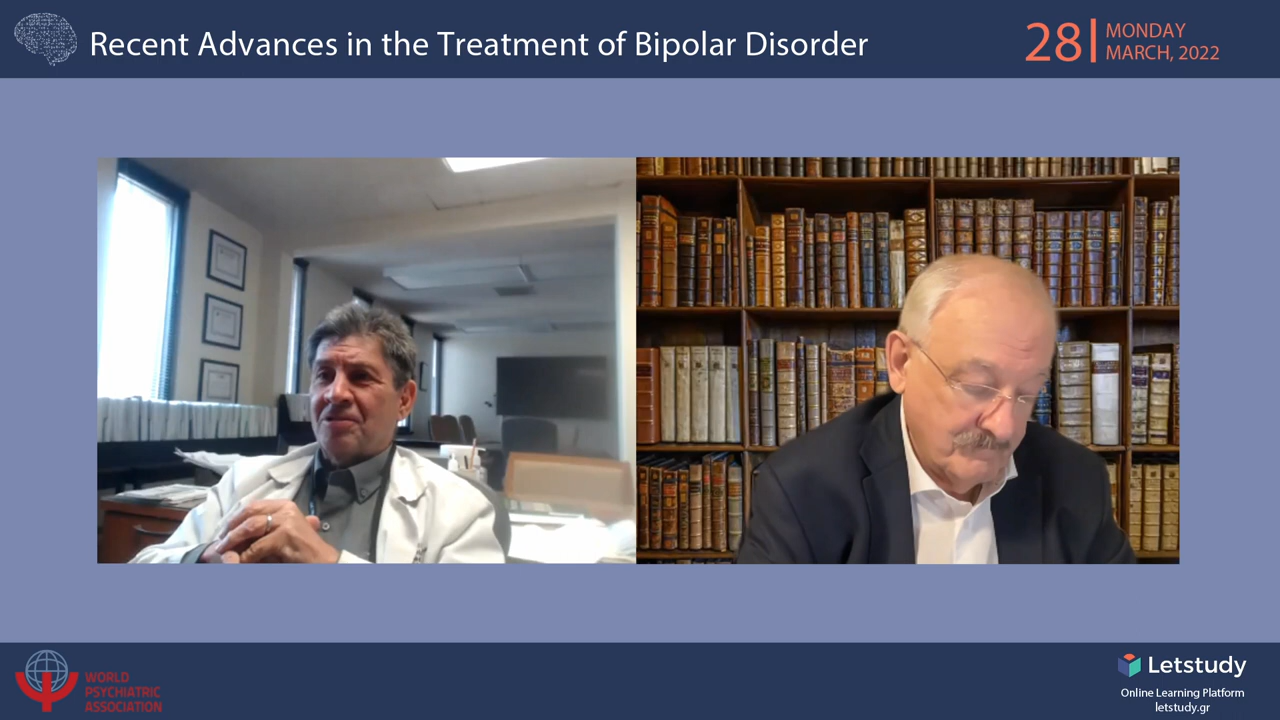 Recent Advances in the Treatment of Bipolar Disorder
28
MONDAY
MARCH, 2022
WORLD
PSYCHIATRIC
ASSOCIATION
Letstudy
Online Learning Platform
letstudy.gr